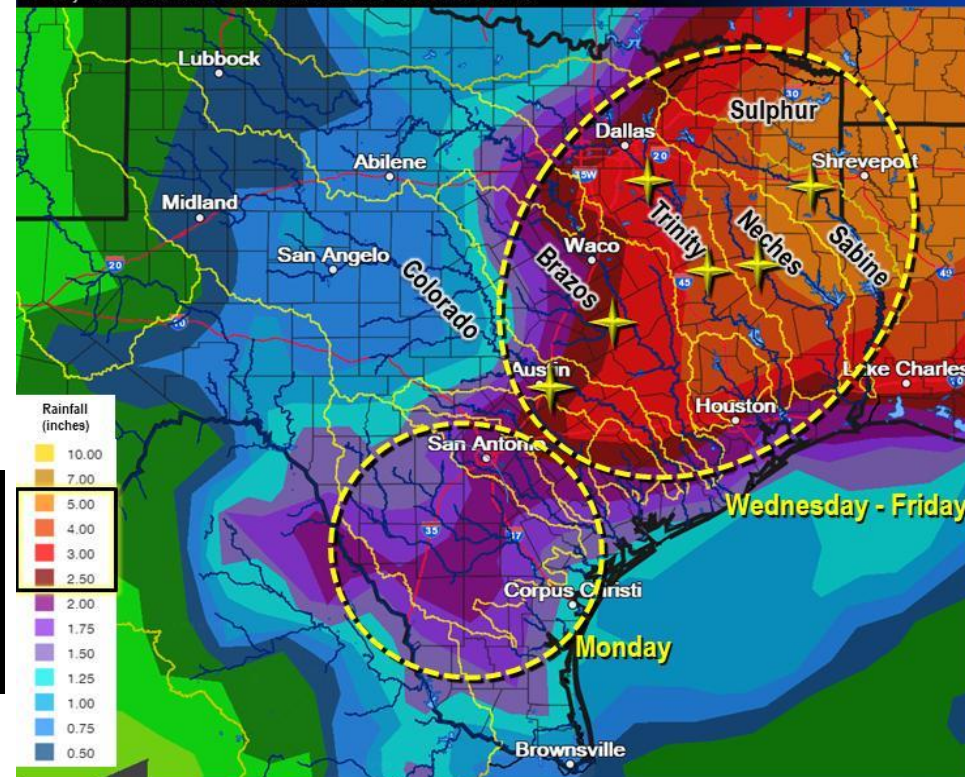 Lubbock
Sulphur
30
Dallas
20
Abilene
35W
Shreveport
Midland
Trinity
Neches
Sabine
Waco
San Angelo
Brazos
20
45
49
Colorado
10
Austin
Lake Charles
10
Houston
Rainfall
(inches)
10.00
7.00
5.00
4.00
3.00
2.50
2.00
1.75
1.50
1.25
1.00
0.75
0.50
San Antonio
Wednesday - Friday
35
37
Corpus Christi
Monday
Brownsville